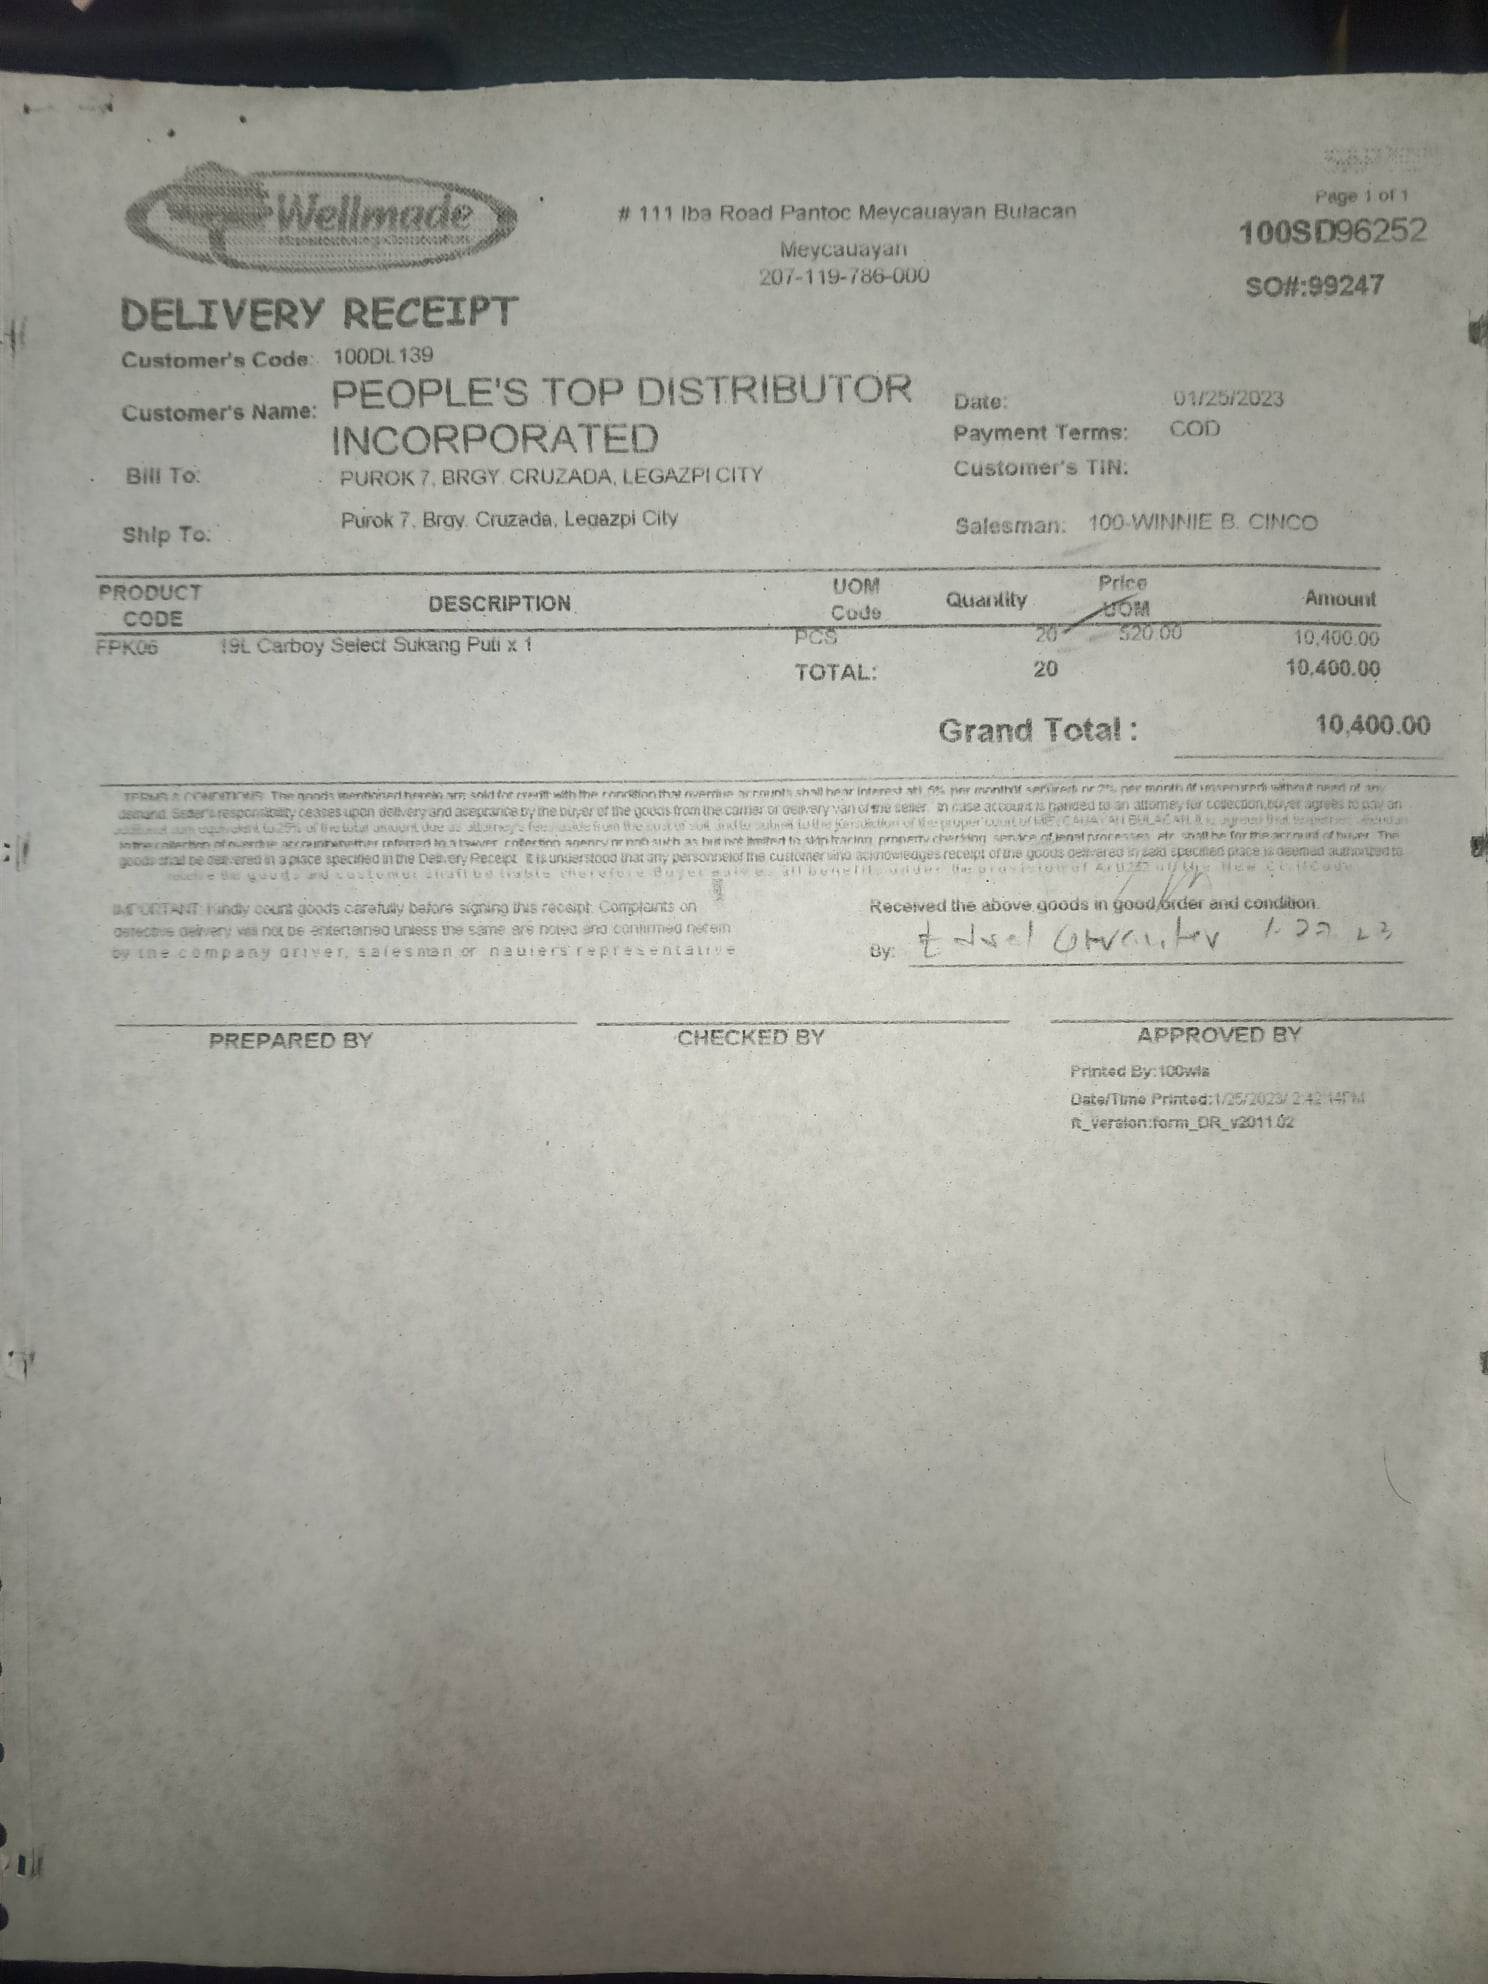 Wellmade
Manufacturing Corporation
# 111 Iba Road Pantoc Meycauayan Bulacan
Meycauayan
207-119-786-000
Page 1 of 1
100SD96252
SO#:99247
DELIVERY RECEIPT
Customer's Code: 100DL139
Customer's Name: PEOPLE'S TOP DISTRIBUTOR INCORPORATED
Date: 01/25/2023
Payment Terms: COD
Bill To: PUROK 7, BRGY. CRUZADA, LEGAZPI CITY
Customer's TIN:
Ship To: Purok 7, Brgy. Cruzada, Legazpi City
Salesman: 100-WINNIE B. CINCO
PRODUCT CODE DESCRIPTION UOM Code Quantity Price UOM Amount
FPK06 19L Carboy Select Sukang Puti x 1 PCS 20 520.00 10,400.00
TOTAL: 20 10,400.00
Grand Total : 10,400.00
TERMS & CONDITIONS: The goods mentioned herein are sold for credit with the condition that overdue accounts shall bear interest at per month(if secured) or 2% per month (if unsecured) without need of any
demand. Seller's responsibility ceases upon delivery and aseprance by the buyer of the goods from the carrier or delivery van of the seller. In case account is handed to an attorney for collection,buyer agrees to pay an
additional sum equivalent to 25% of the total amount due as attorney's fees aside from the cost of suit and to submit to the jurisdiction of the proper court of MEYCAUAYAN BULACAN. It is agreed that
to the collection of overdue account whether referred to a lawyer, collection agency or not such as but not limited to skip tracing, property checking, service of legal processes, etc. shall be for the account of buyer. The
goods shall be delivered in a place specified in the Delivery Receipt. It is understood that any personnel of the customer who acknowledges receipt of the goods delivered in said specified place is deemed authorized to
receive the goods and customer shall be liable therefore Buyer all benefit under the provision of Art1252 of the New Civil Code
IMPORTANT: Kindly count goods carefully before signing this receipt. Complaints on
defective delivery will not be entertained unless the same are noted and confirmed herein
by the company driver, salesman or haulers representative
Received the above goods in good order and condition.
By:
PREPARED BY
CHECKED BY
APPROVED BY
Printed By:100wla
Date/Time Printed:1/25/2023/ 2:42:14PM
ft_version:form_DR_v2011.02